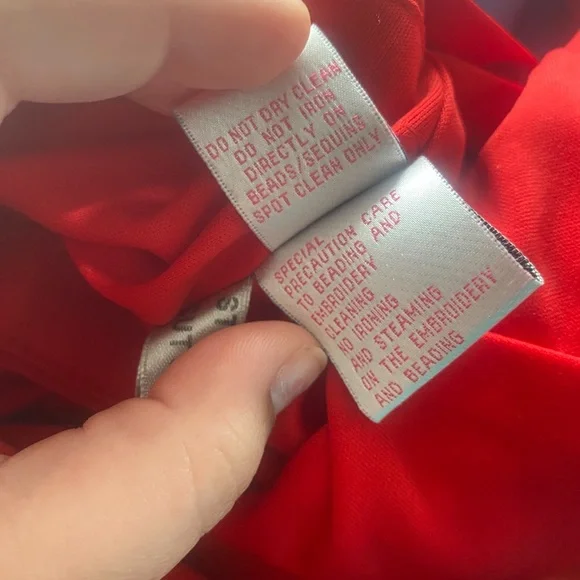 DO NOT DRY CLEAN
DO NOT IRON
DIRECTLY ON
BEADS/SEQUINS
SPOT CLEAN ONLY
SPECIAL CARE
PRECAUTION CARE
TO BEADING AND
EMBROIDERY
CLEANING
NO IRONING
AND STEAMING
ON THE EMBROIDERY
AND BEADING